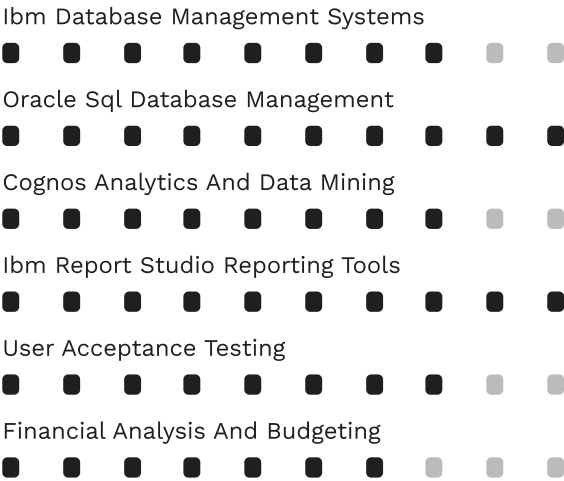 Ibm Database Management Systems
Oracle Sql Database Management
Cognos Analytics And Data Mining
Ibm Report Studio Reporting Tools
User Acceptance Testing
Financial Analysis And Budgeting